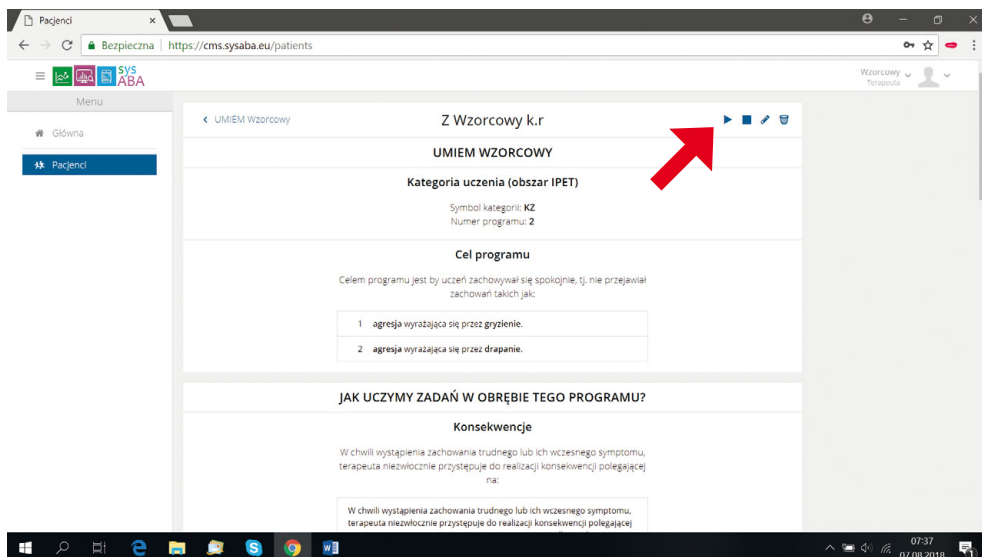 Pacjenci ×
Bezpieczna | https://cms.sysaba.eu/patients
sys ABA
Wzorcowy
Terapeuta
Menu
Główna
Pacjenci
UMIEM Wzorcowy
Z Wzorcowy k.r
UMIEM WZORCOWY
Kategoria uczenia (obszar IPET)
Symbol kategorii: KZ
Numer programu: 2
Cel programu
Celem programu jest by uczeń zachowywał się spokojnie, tj. nie przejawiał
zachowań takich jak:
1 agresja wyrażająca się przez gryzienie.
2 agresja wyrażająca się przez drapanie.
JAK UCZYMY ZADAŃ W OBRĘBIE TEGO PROGRAMU?
Konsekwencje
W chwili wystąpienia zachowania trudnego lub ich wczesnego symptomu,
terapeuta niezwłocznie przystępuje do realizacji konsekwencji polegającej
na:
W chwili wystąpienia zachowania trudnego lub ich wczesnego symptomu,
terapeuta niezwłocznie przystępuje do realizacji konsekwencji polegającej
07:37
07.08.2018